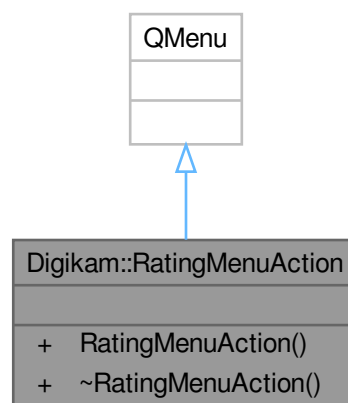 QMenu
Digikam::RatingMenuAction
+ RatingMenuAction()
+ ~RatingMenuAction()